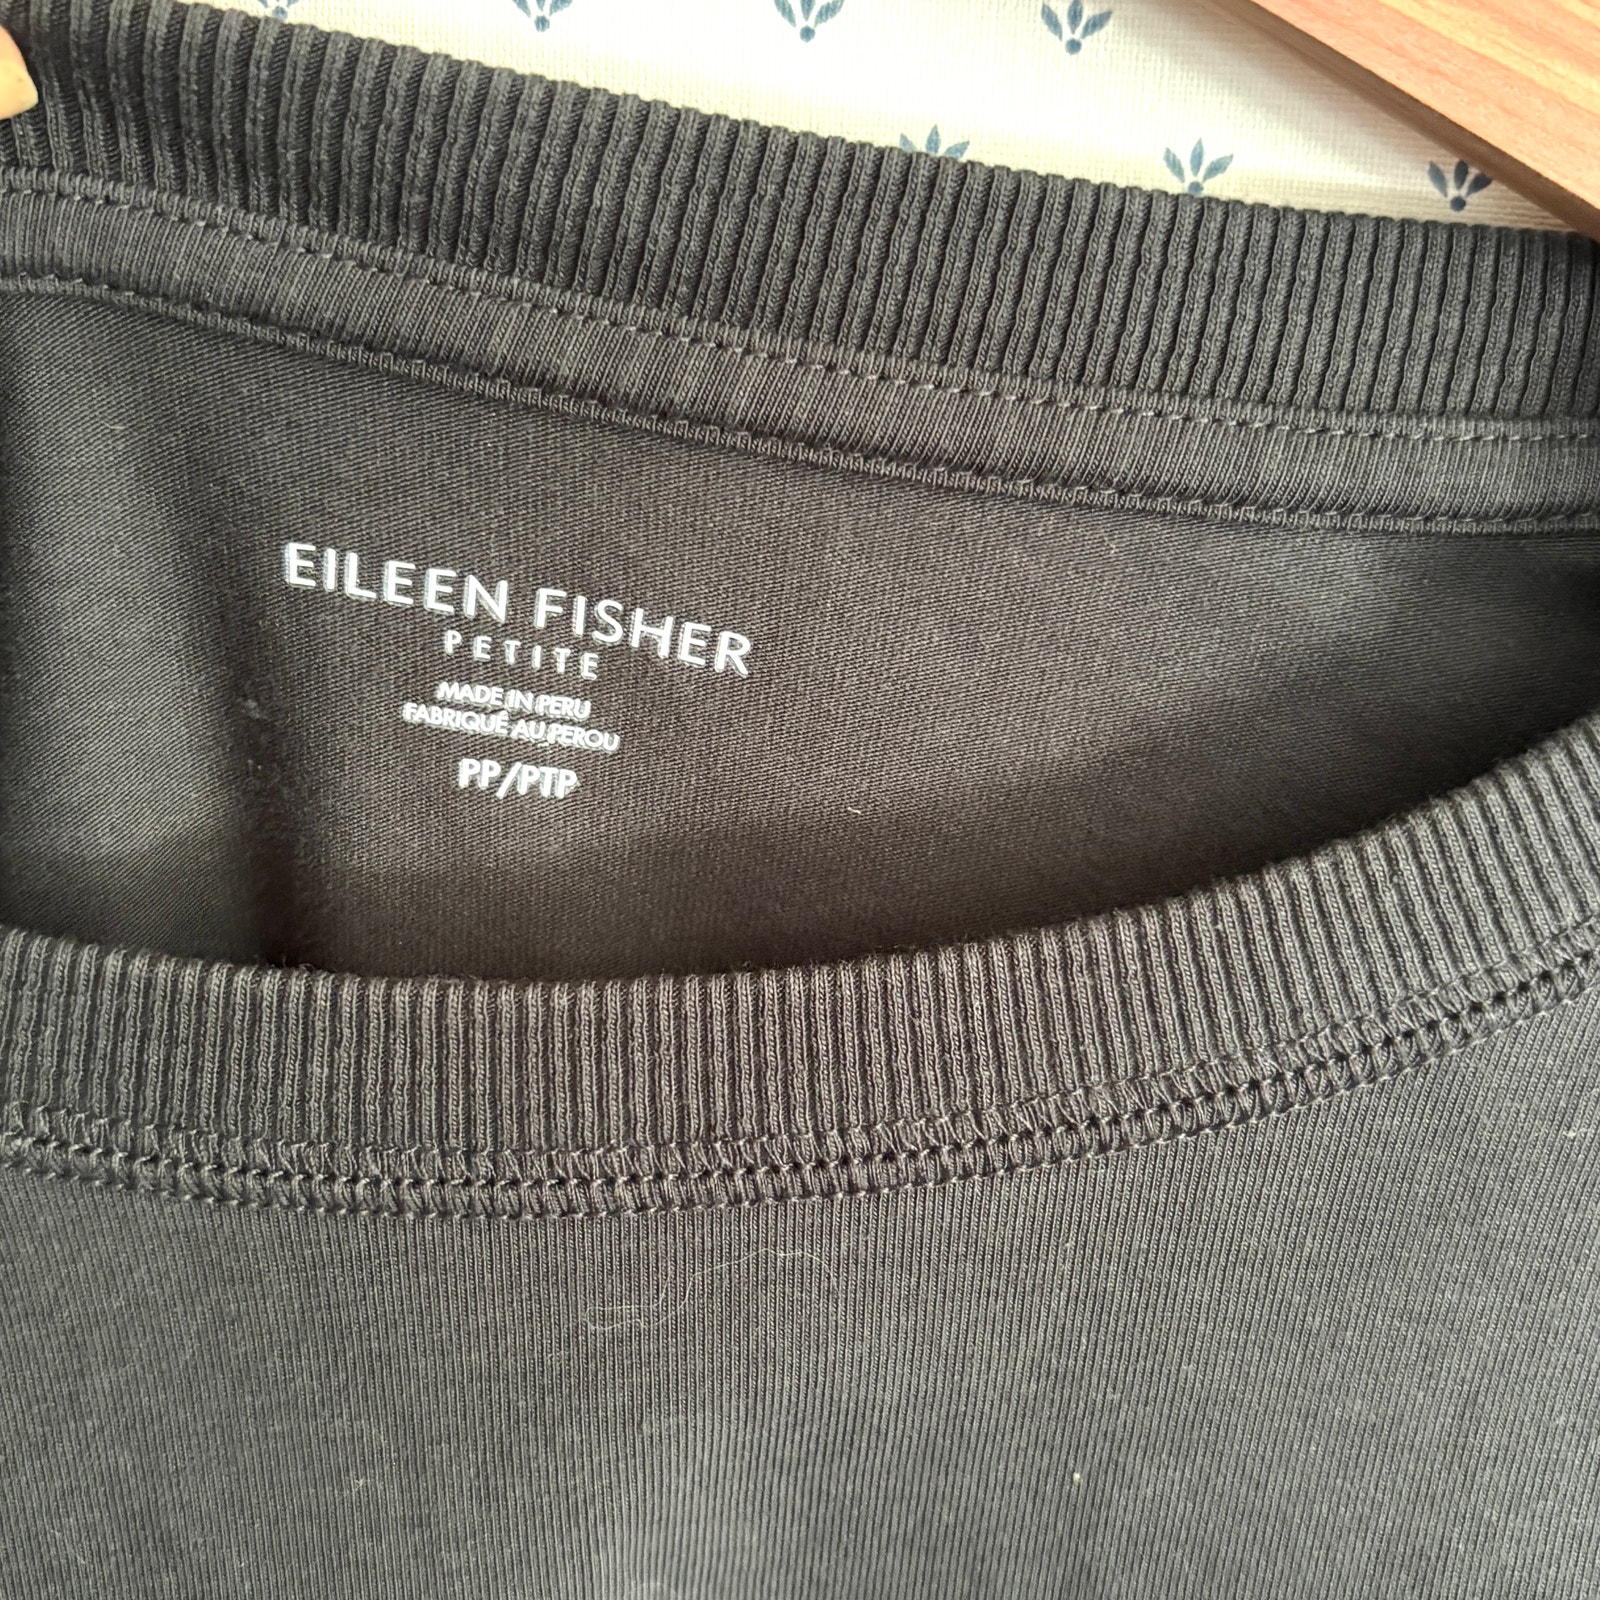 EILEEN FISHER
PETITE
MADE IN PERU
FABRIQUÉ AU PEROU
PP/PTP